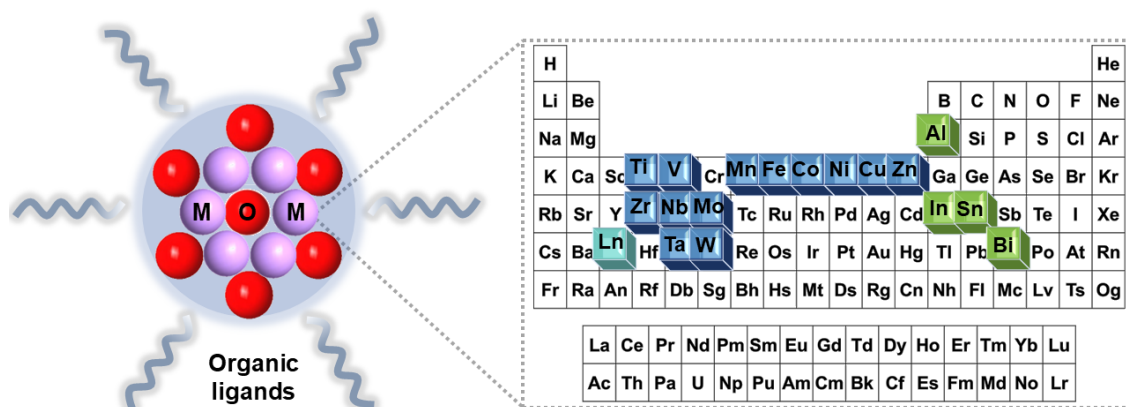 M O M
Organic
ligands
H He
Li Be B C N O F Ne
Na Mg Al Si P S Cl Ar
K Ca Sc Ti V Cr Mn Fe Co Ni Cu Zn Ga Ge As Se Br Kr
Rb Sr Y Zr Nb Mo Tc Ru Rh Pd Ag Cd In Sn Sb Te I Xe
Cs Ba Ln Hf Ta W Re Os Ir Pt Au Hg Tl Pb Bi Po At Rn
Fr Ra An Rf Db Sg Bh Hs Mt Ds Rg Cn Nh Fl Mc Lv Ts Og
La Ce Pr Nd Pm Sm Eu Gd Td Dy Ho Er Tm Yb Lu
Ac Th Pa U Np Pu Am Cm Bk Cf Es Fm Md No Lr